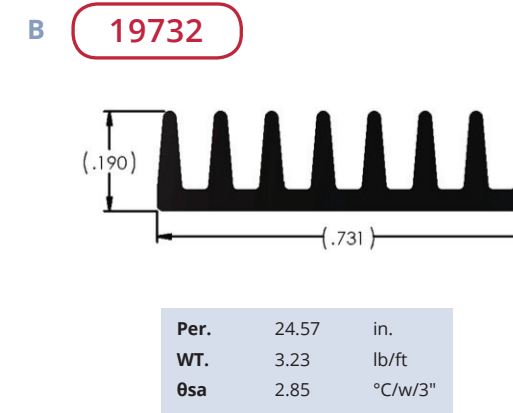 B 19732
(.190)
(.731)
Per. 24.57 in.
WT. 3.23 lb/ft
θsa 2.85 °C/w/3"